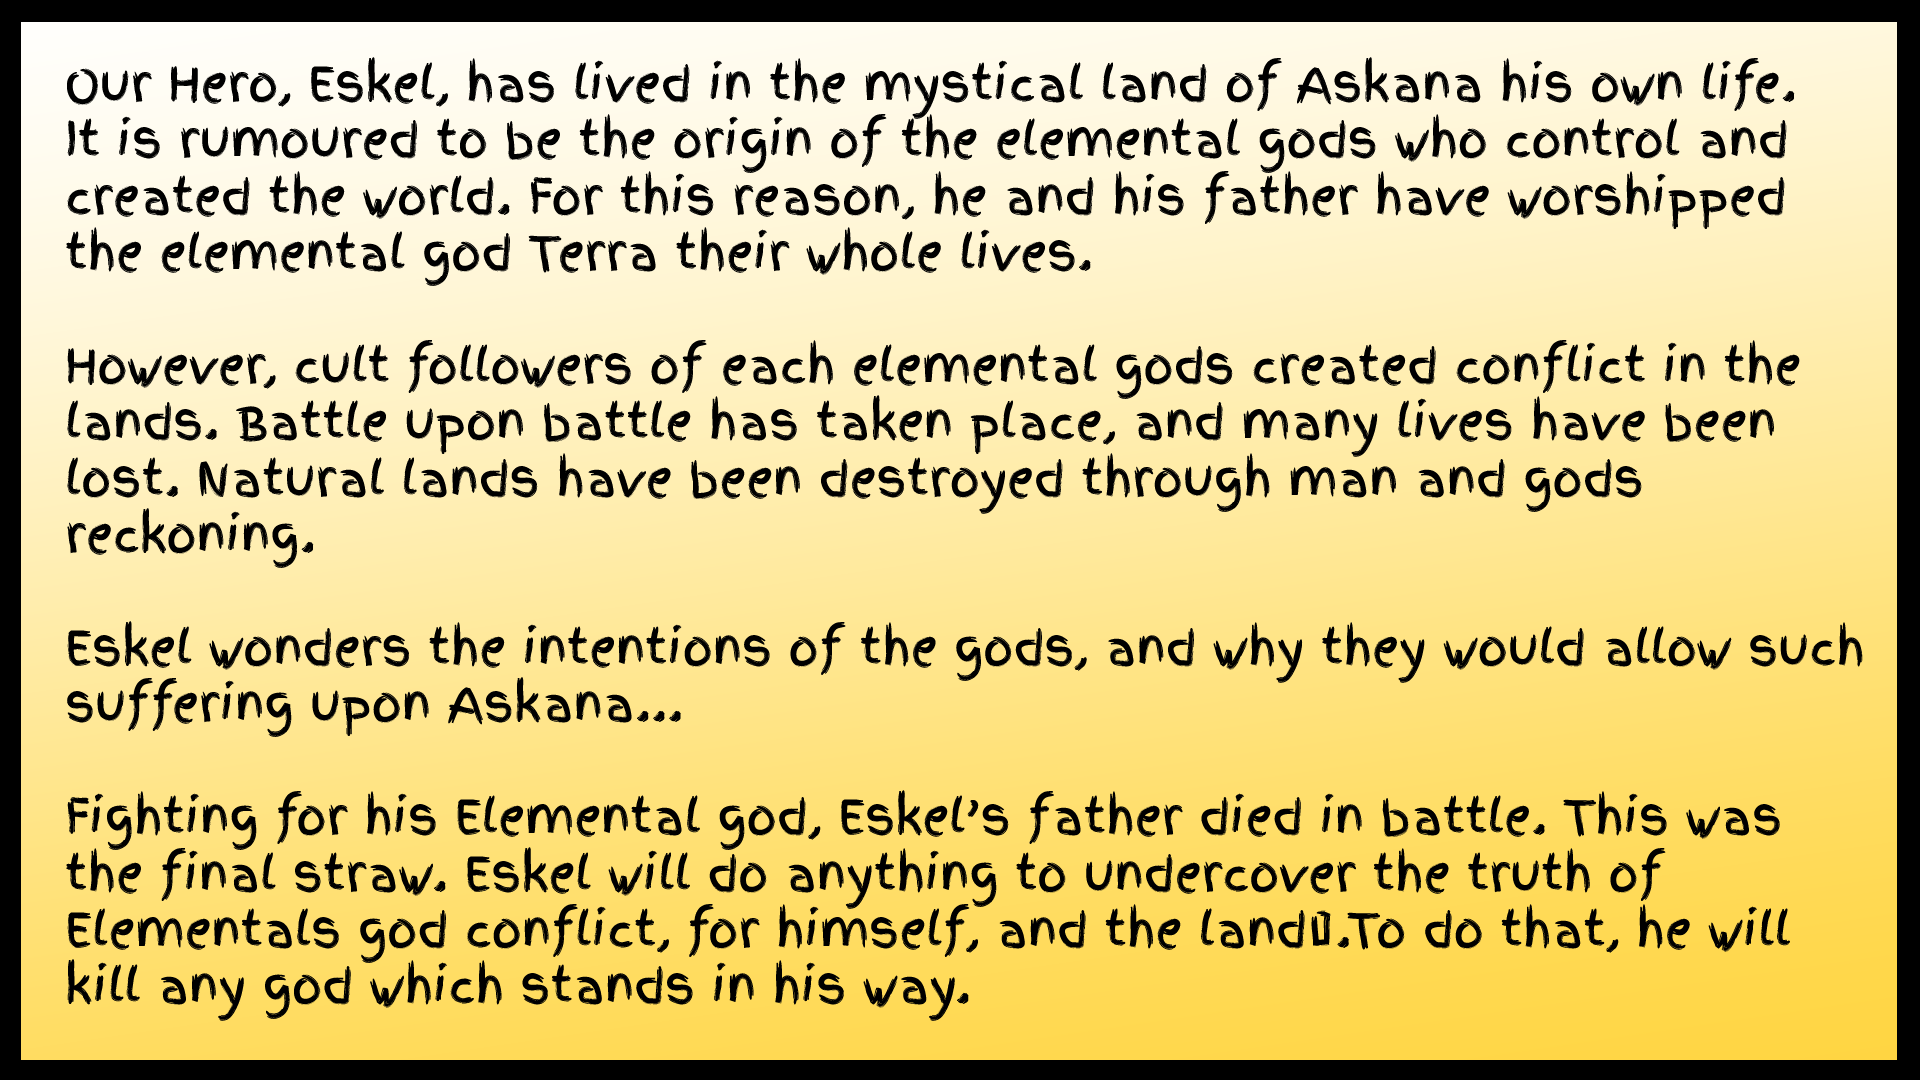 Our Hero, Eskel, has lived in the mystical land of Askana his own life.
It is rumoured to be the origin of the elemental gods who control and
created the world. For this reason, he and his father have worshipped
the elemental god Terra their whole lives.
However, cult followers of each elemental gods created conflict in the
lands. Battle upon battle has taken place, and many lives have been
lost. Natural lands have been destroyed through man and gods
reckoning.
Eskel wonders the intentions of the gods, and why they would allow such
suffering upon Askana...
Fighting for his Elemental god, Eskel's father died in battle. This was
the final straw. Eskel will do anything to undercover the truth of
Elementals god conflict, for himself, and the land▯.To do that, he will
kill any god which stands in his way.